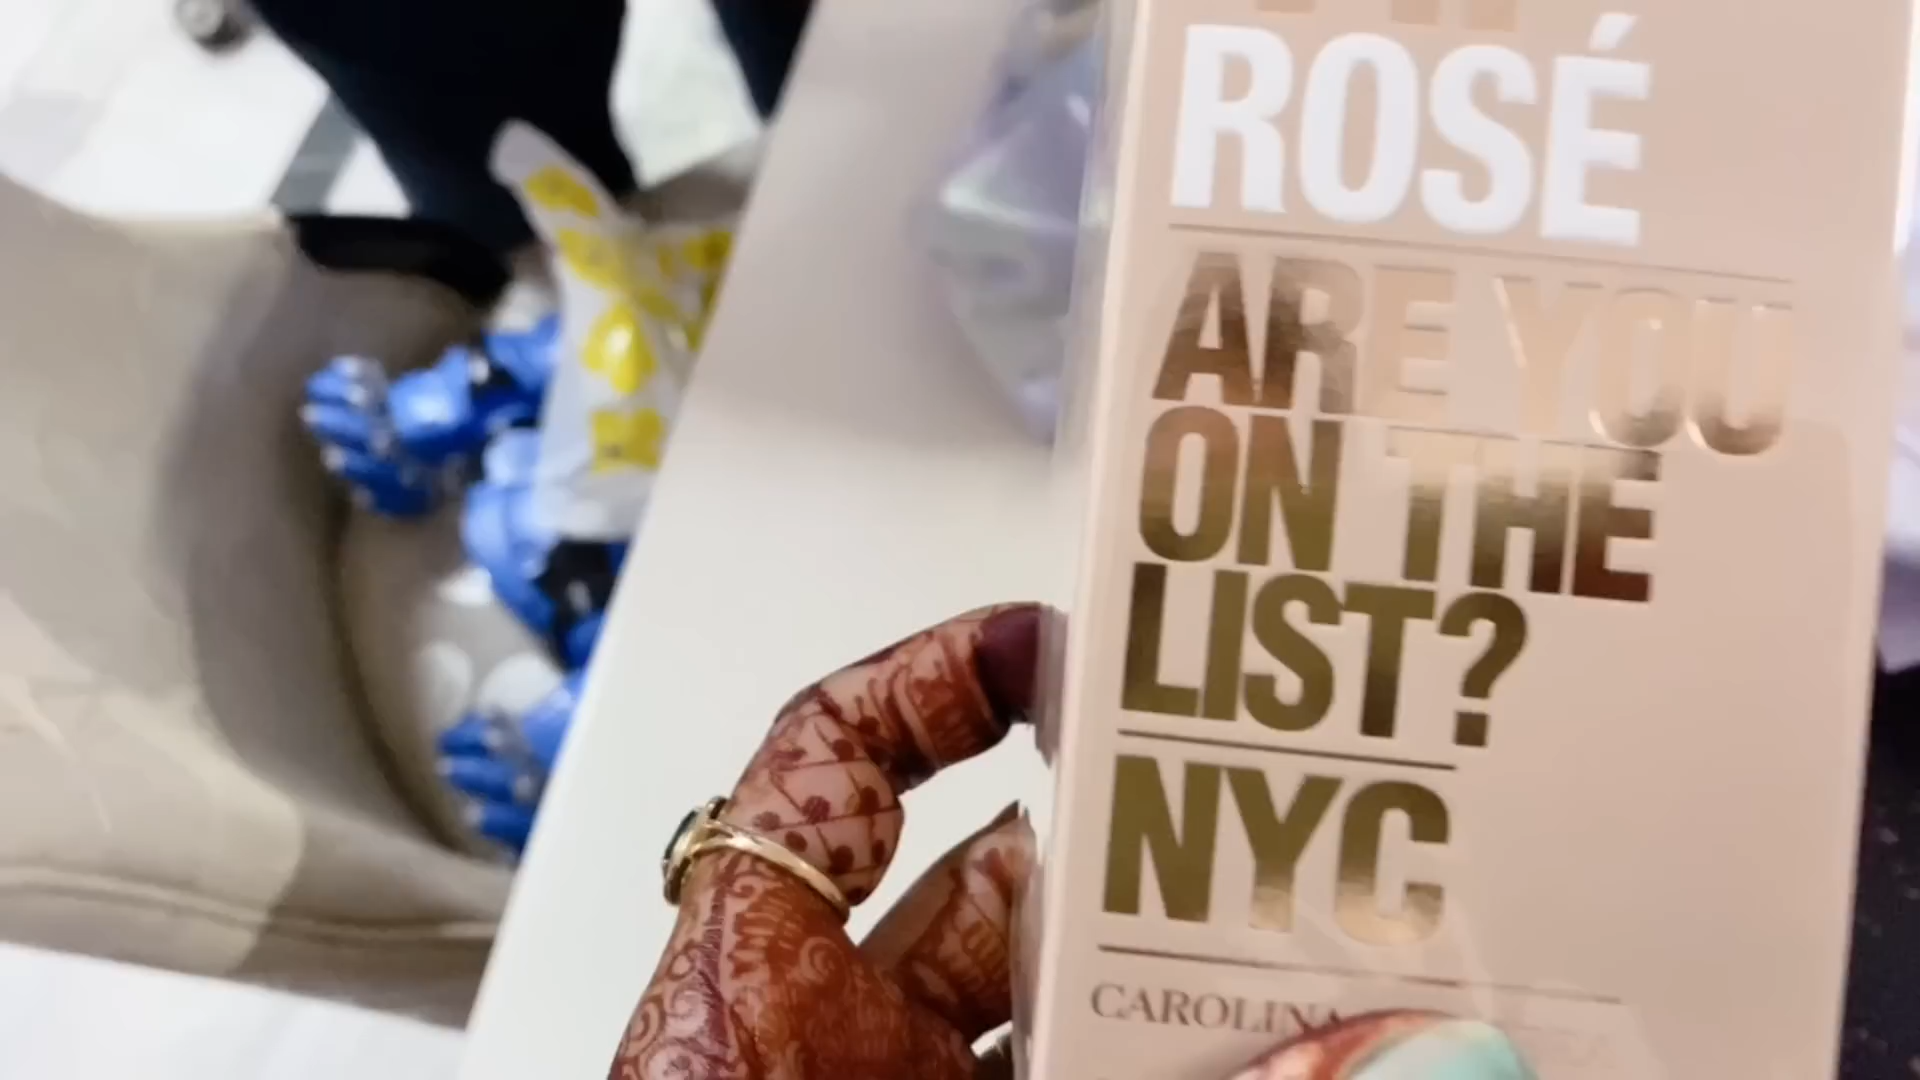 ROSÉ
ARE YOU
ON THE
LIST?
NYC
CAROLINA